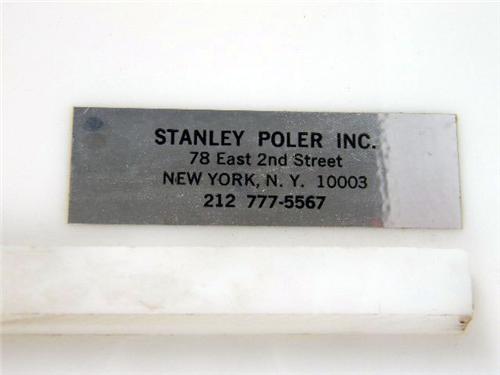 STANLEY POLER INC.
78 East 2nd Street
NEW YORK, N. Y. 10003
212 777-5567